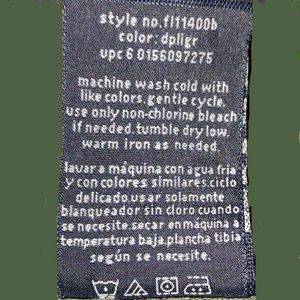 style no.fl11400b
color: dpllgr
upc 6 0156097275
machine wash cold with
like colors.gentle cycle.
use only non-chlorine bleach
if needed.tumble dry low.
warm iron as needed.
lavar a máquina con agua fria
y con colores similares.ciclo
delicado.usar solamente
blanqueador sin cloro cuando
se necesite.secar en máquina a
temperatura baja.plancha tibia
según se necesite.